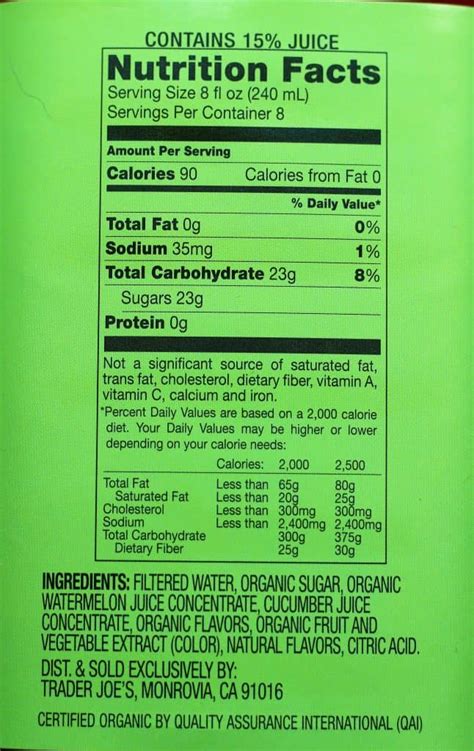 CONTAINS 15% JUICE
Nutrition Facts
Serving Size 8 fl oz (240 mL)
Servings Per Container 8
Amount Per Serving
Calories 90 Calories from Fat 0
% Daily Value*
Total Fat 0g 0%
Sodium 35mg 1%
Total Carbohydrate 23g 8%
Sugars 23g
Protein 0g
Not a significant source of saturated fat,
trans fat, cholesterol, dietary fiber, vitamin A,
vitamin C, calcium and iron.
*Percent Daily Values are based on a 2,000 calorie
diet. Your Daily Values may be higher or lower
depending on your calorie needs:
Calories: 2,000 2,500
Total Fat Less than 65g 80g
Saturated Fat Less than 20g 25g
Cholesterol Less than 300mg 300mg
Sodium Less than 2,400mg 2,400mg
Total Carbohydrate 300g 375g
Dietary Fiber 25g 30g
INGREDIENTS: FILTERED WATER, ORGANIC SUGAR, ORGANIC
WATERMELON JUICE CONCENTRATE, CUCUMBER JUICE
CONCENTRATE, ORGANIC FLAVORS, ORGANIC FRUIT AND
VEGETABLE EXTRACT (COLOR), NATURAL FLAVORS, CITRIC ACID.
DIST. & SOLD EXCLUSIVELY BY:
TRADER JOE'S, MONROVIA, CA 91016
CERTIFIED ORGANIC BY QUALITY ASSURANCE INTERNATIONAL (QAI)